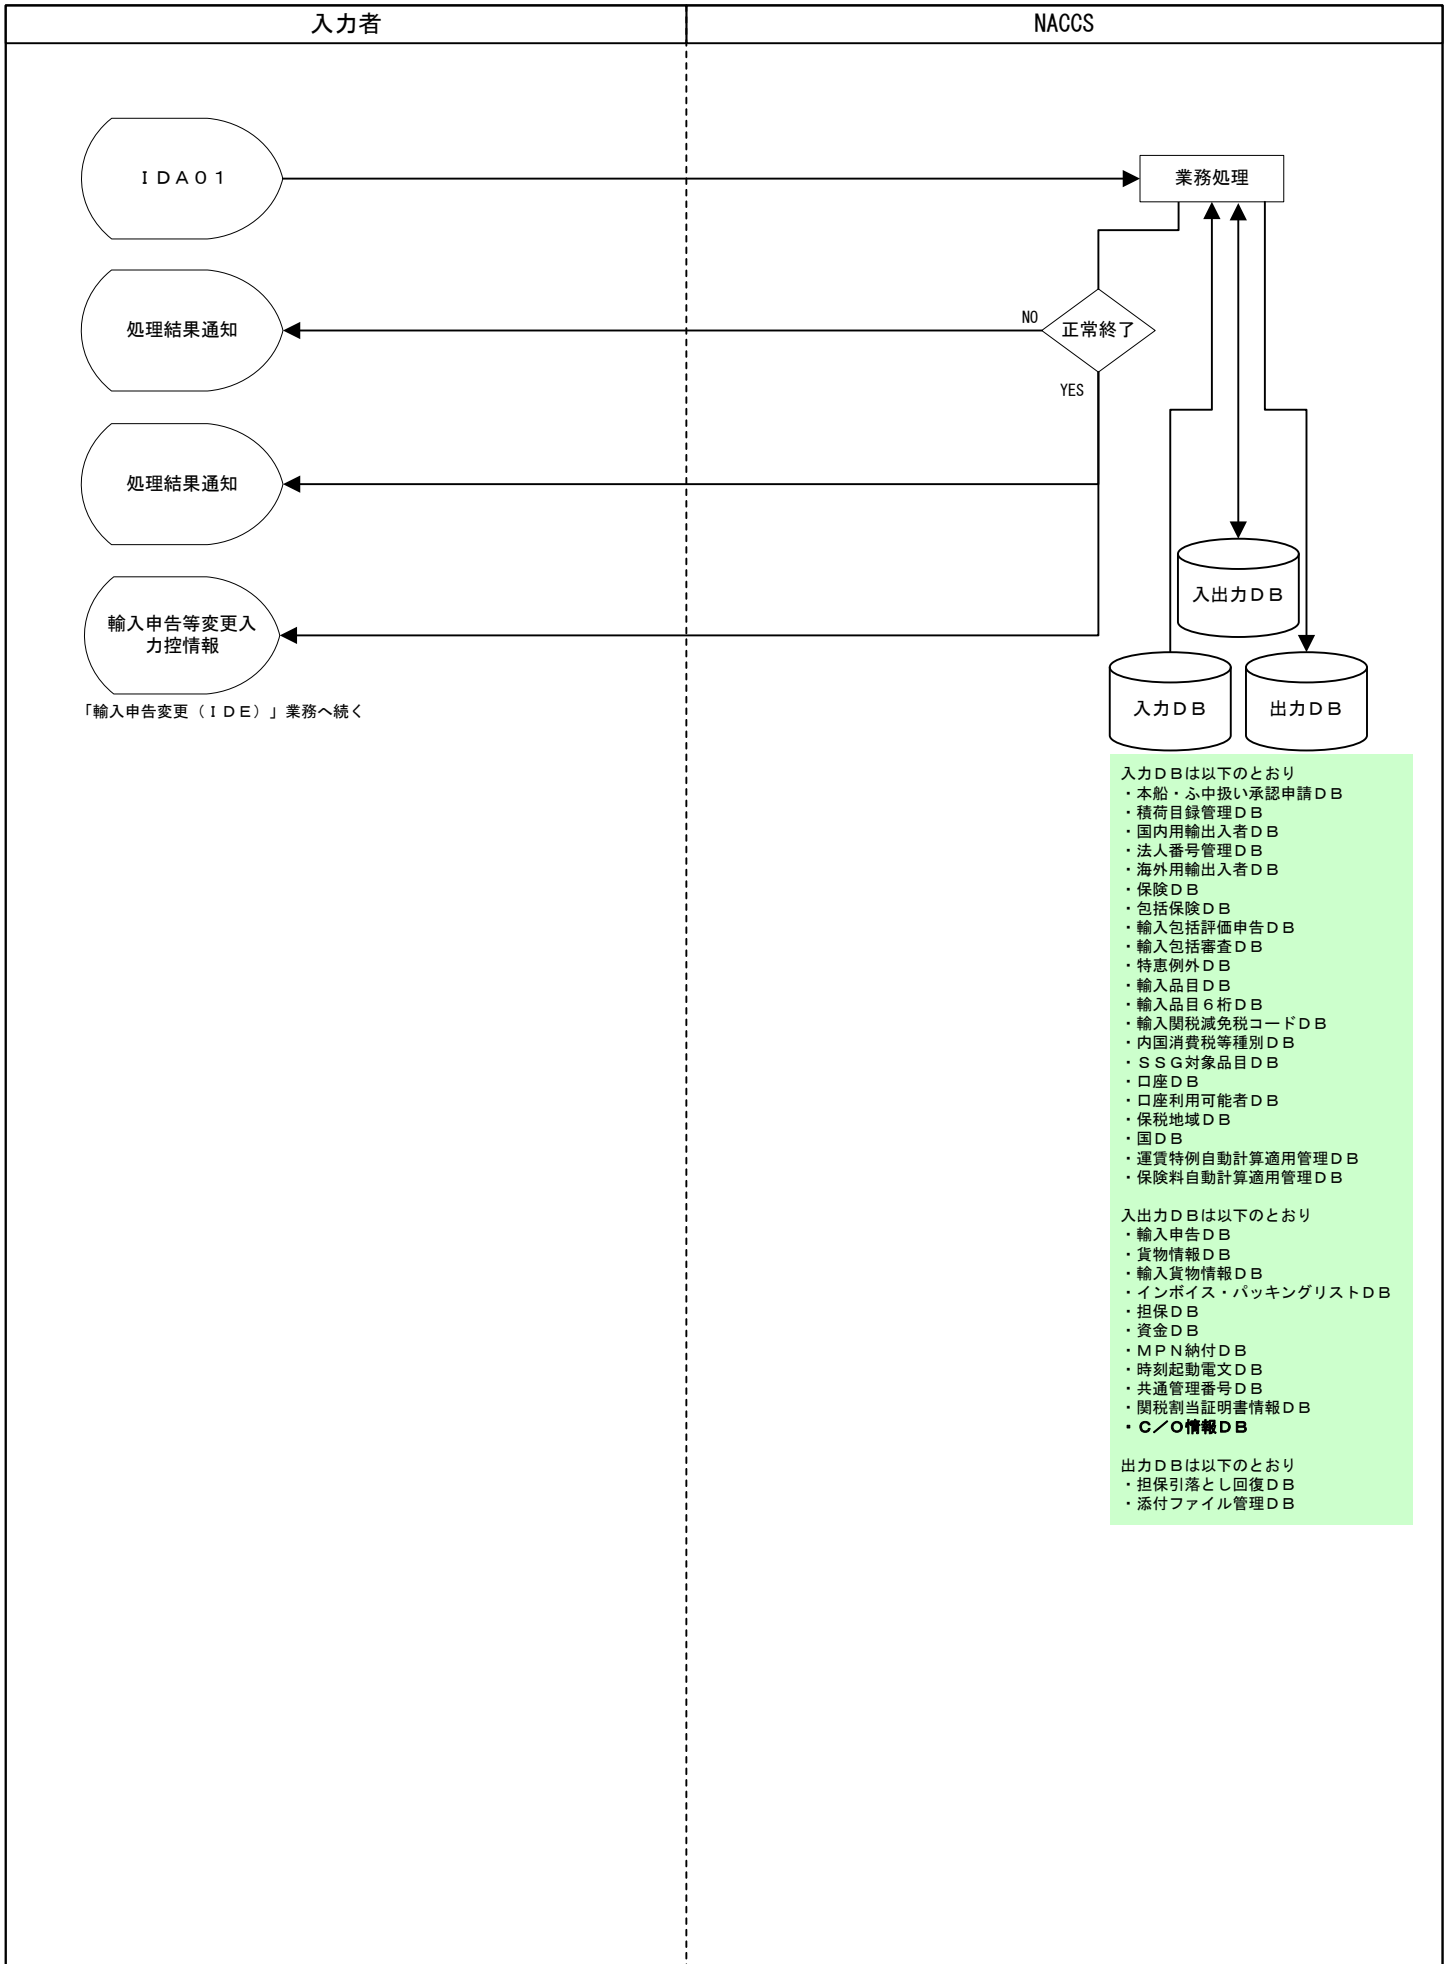 入力者
NACCS
ＩＤＡ０１
業務処理
処理結果通知
NO
正常終了
YES
処理結果通知
入出力ＤＢ
輸入申告等変更入
力控情報
入力ＤＢ
出力ＤＢ
「輸入申告変更（ＩＤＥ）」業務へ続く
入力ＤＢは以下のとおり
・本船・ふ中扱い承認申請ＤＢ
・積荷目録管理ＤＢ
・国内用輸出入者ＤＢ
・法人番号管理ＤＢ
・海外用輸出入者ＤＢ
・保険ＤＢ
・包括保険ＤＢ
・輸入包括評価申告ＤＢ
・輸入包括審査ＤＢ
・特恵例外ＤＢ
・輸入品目ＤＢ
・輸入品目６桁ＤＢ
・輸入関税減免税コードＤＢ
・内国消費税等種別ＤＢ
・ＳＳＧ対象品目ＤＢ
・口座ＤＢ
・口座利用可能者ＤＢ
・保税地域ＤＢ
・国ＤＢ
・運賃特例自動計算適用管理ＤＢ
・保険料自動計算適用管理ＤＢ
入出力ＤＢは以下のとおり
・輸入申告ＤＢ
・貨物情報ＤＢ
・輸入貨物情報ＤＢ
・インボイス・パッキングリストＤＢ
・担保ＤＢ
・資金ＤＢ
・ＭＰＮ納付ＤＢ
・時刻起動電文ＤＢ
・共通管理番号ＤＢ
・関税割当証明書情報ＤＢ
・Ｃ／Ｏ情報ＤＢ
出力ＤＢは以下のとおり
・担保引落とし回復ＤＢ
・添付ファイル管理ＤＢ